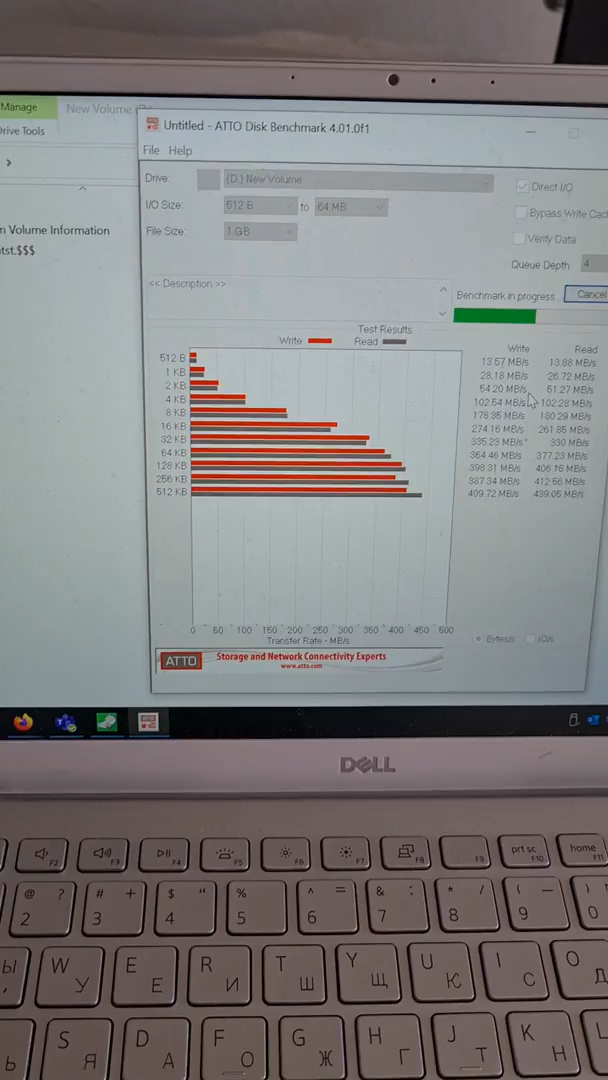 Manage
New Volume (
Drive Tools
n Volume Information
tst.$$$
Untitled - ATTO Disk Benchmark 4.01.0f1
File Help
Drive: (D:) New Volume
Direct I/O
I/O Size: 512 B to 64 MB
Bypass Write Cac
File Size: 1 GB
Verify Data
Queue Depth 4
<< Description >>
Benchmark in progress. Cancel
Test Results
Write Read
Write Read
512 B 13.57 MB/s 13.88 MB/s
1 KB 28.18 MB/s 26.72 MB/s
2 KB 54.20 MB/s 51.27 MB/s
4 KB 102.54 MB/s 102.28 MB/s
8 KB 178.35 MB/s 180.29 MB/s
16 KB 274.16 MB/s 261.85 MB/s
32 KB 335.23 MB/s 330 MB/s
64 KB 364.46 MB/s 377.23 MB/s
128 KB 398.31 MB/s 406.16 MB/s
256 KB 387.34 MB/s 412.56 MB/s
512 KB 409.72 MB/s 439.05 MB/s
0 50 100 150 200 250 300 350 400 450 500
Transfer Rate - MB/s
Bytes/s IO/s
ATTO Storage and Network Connectivity Experts
www.atto.com
DELL
F2 F3 F4 F5 F6 F7 F8 F9 prt sc F10 home F11
@ ? 2 # + 3 $ " 4 % 5 ^ = 6 & : 7 * / 8 ( — 9 ) 0
Ы W У E Е R И T Ш Y Щ U К I С O Д
Ь S Я D А F О G Ж H Г J Т K Н L